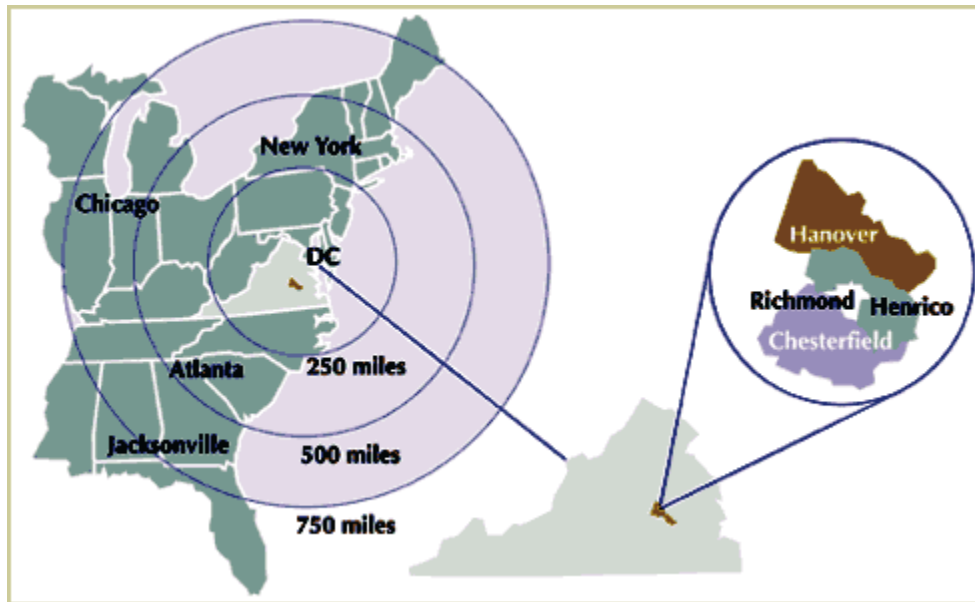 New York
Chicago
DC
Atlanta
Jacksonville
250 miles
500 miles
750 miles
Hanover
Richmond
Henrico
Chesterfield